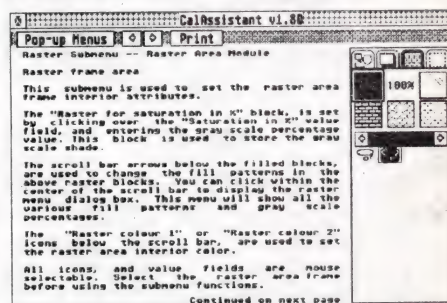 CalAssistant v1.80
Pop-up Menus Print
Raster Submenu -- Raster Area Module
Raster frame area
This submenu is used to set the raster area
frame interior attributes.
The "Raster for saturation in %" block, is set
by clicking over the "Saturation in %" value
field, and entering the gray scale percentage
value. This block is used to store the gray
scale shade.
The scroll bar arrows below the filled blocks,
are used to change the fill patterns in the
above raster blocks. You can click within the
center of the scroll bar to display the raster
menu dialog box. This menu will show all the
various fill patterns and gray scale
percentages.
The "Raster colour 1" or "Raster colour 2"
icons below the scroll bar, are used to set
the raster area interior color.
All icons, and value fields are mouse
selectable. Select the raster area frame
before using the submenu functions.
Continued on next page
100%